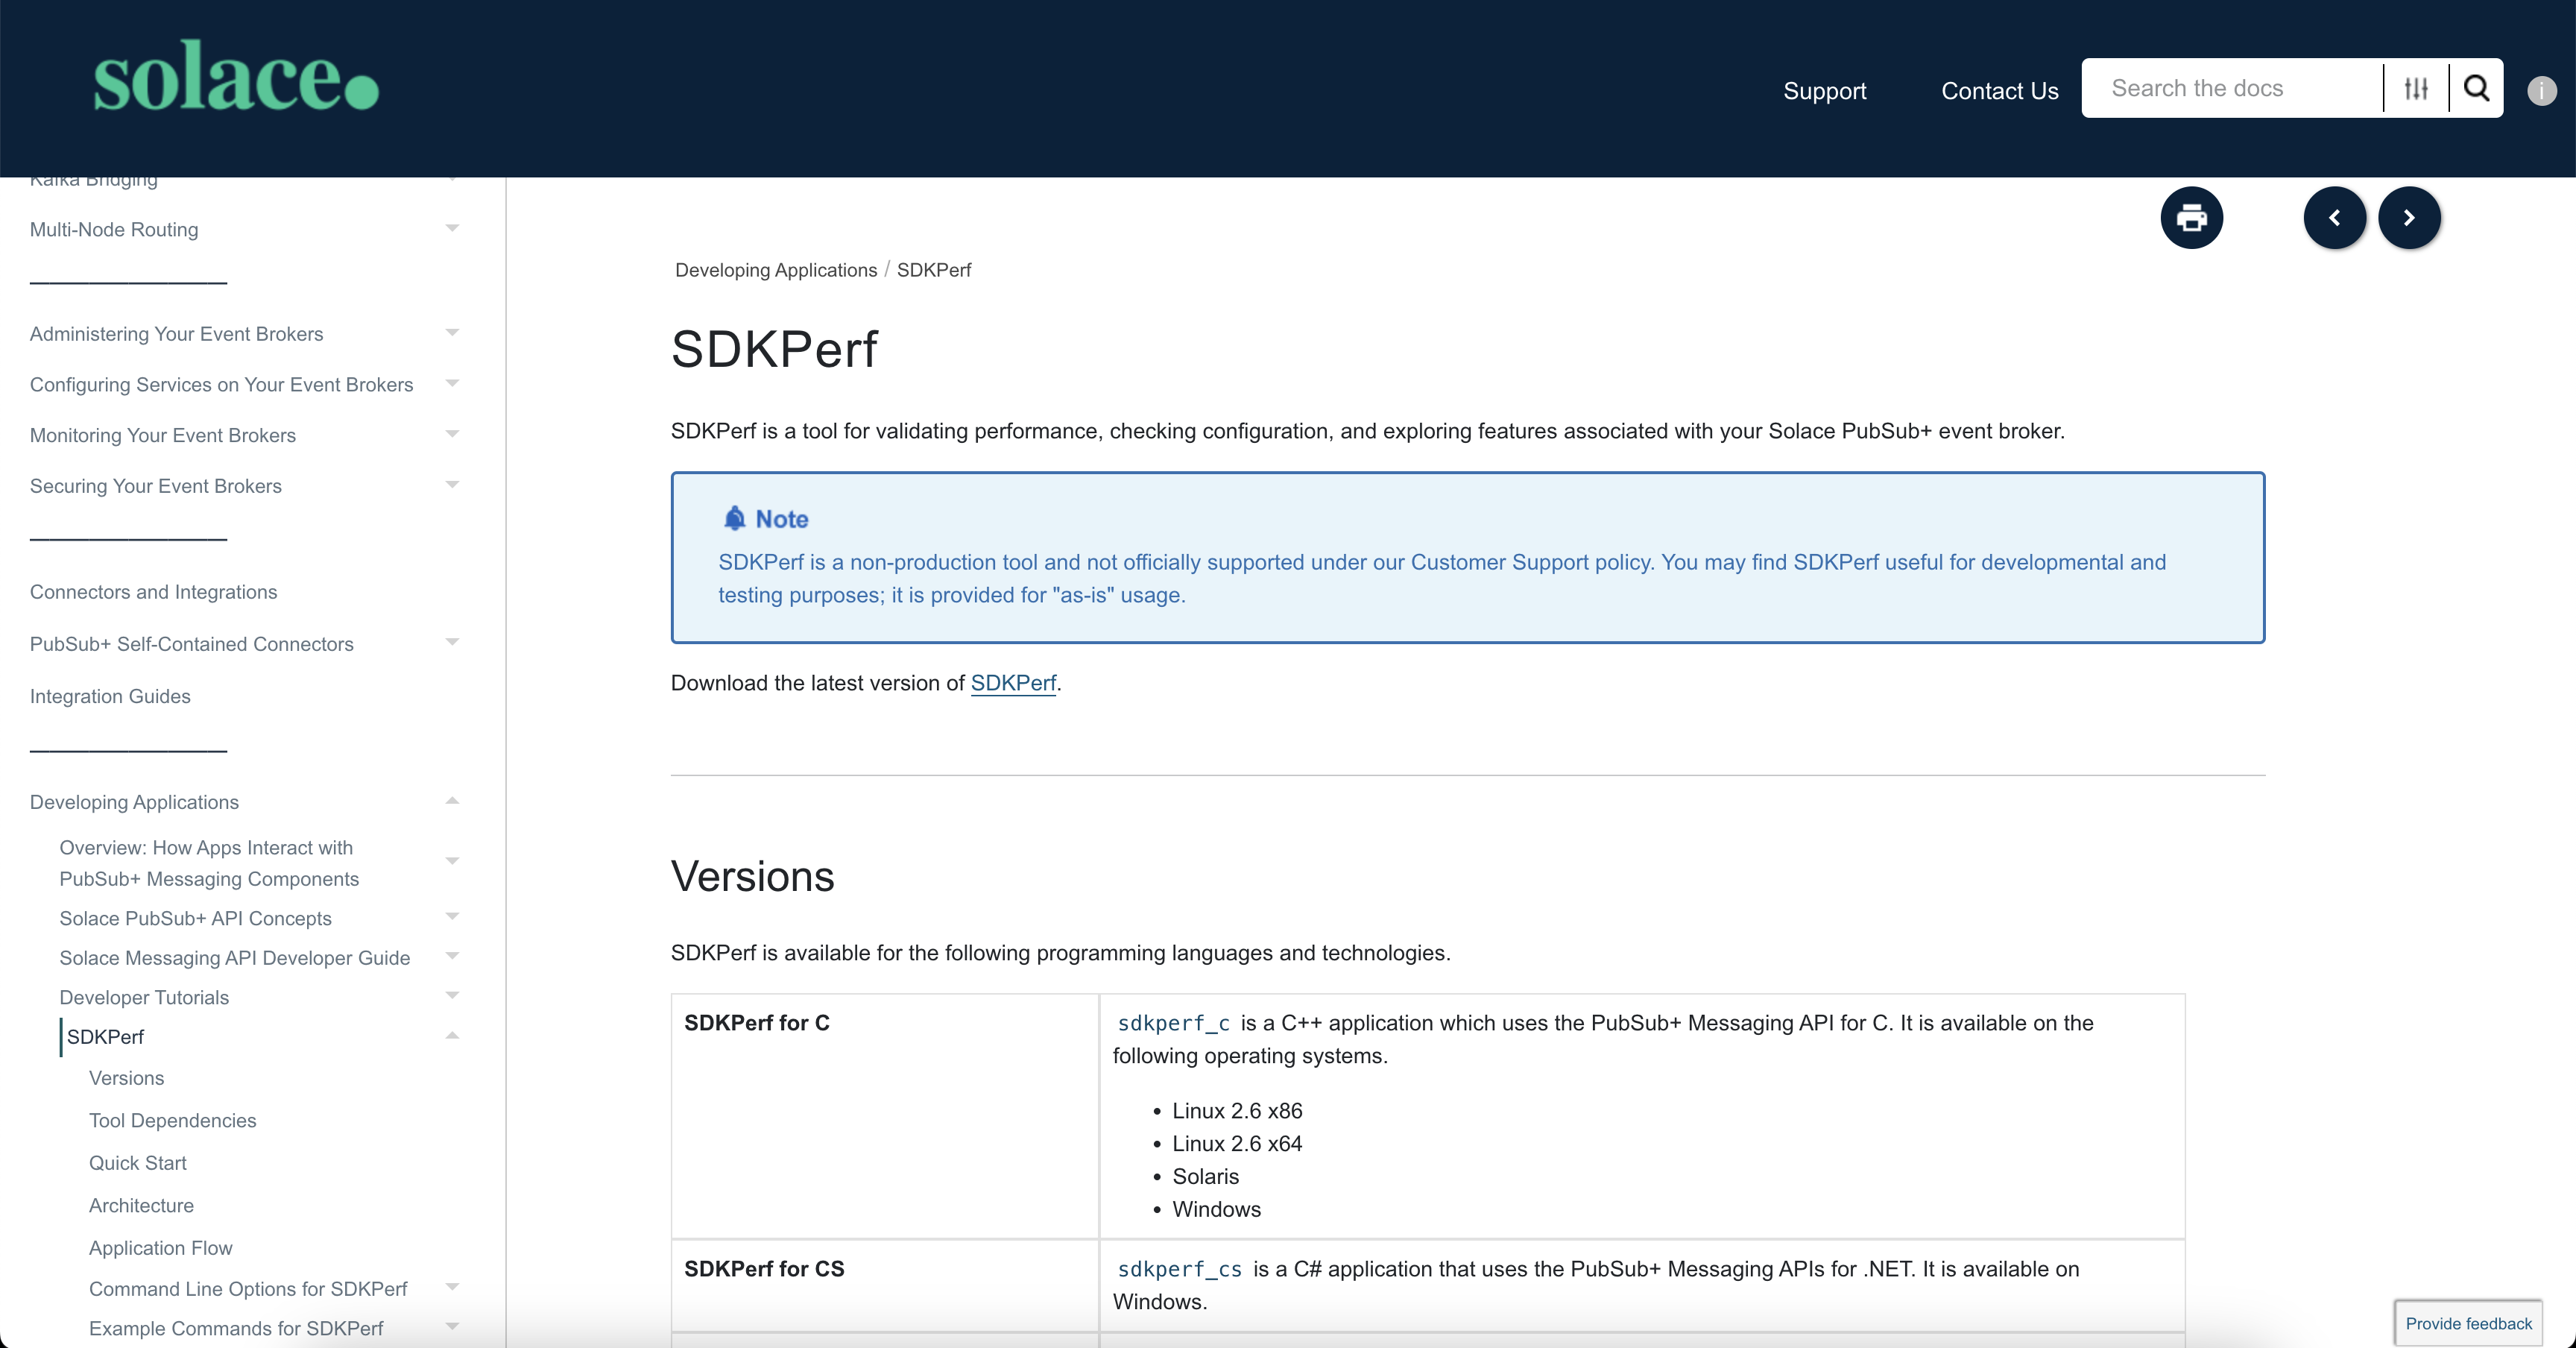 solace.
Support
Contact Us
Search the docs
i
Kafka Bridging
Multi-Node Routing
Administering Your Event Brokers
Configuring Services on Your Event Brokers
Monitoring Your Event Brokers
Securing Your Event Brokers
Connectors and Integrations
PubSub+ Self-Contained Connectors
Integration Guides
Developing Applications
Overview: How Apps Interact with
PubSub+ Messaging Components
Solace PubSub+ API Concepts
Solace Messaging API Developer Guide
Developer Tutorials
SDKPerf
Versions
Tool Dependencies
Quick Start
Architecture
Application Flow
Command Line Options for SDKPerf
Example Commands for SDKPerf
Developing Applications / SDKPerf
SDKPerf
SDKPerf is a tool for validating performance, checking configuration, and exploring features associated with your Solace PubSub+ event broker.
Note
SDKPerf is a non-production tool and not officially supported under our Customer Support policy. You may find SDKPerf useful for developmental and
testing purposes; it is provided for "as-is" usage.
Download the latest version of SDKPerf.
Versions
SDKPerf is available for the following programming languages and technologies.
SDKPerf for C
sdkperf_c is a C++ application which uses the PubSub+ Messaging API for C. It is available on the
following operating systems.
• Linux 2.6 x86
• Linux 2.6 x64
• Solaris
• Windows
SDKPerf for CS
sdkperf_cs is a C# application that uses the PubSub+ Messaging APIs for .NET. It is available on
Windows.
Provide feedback